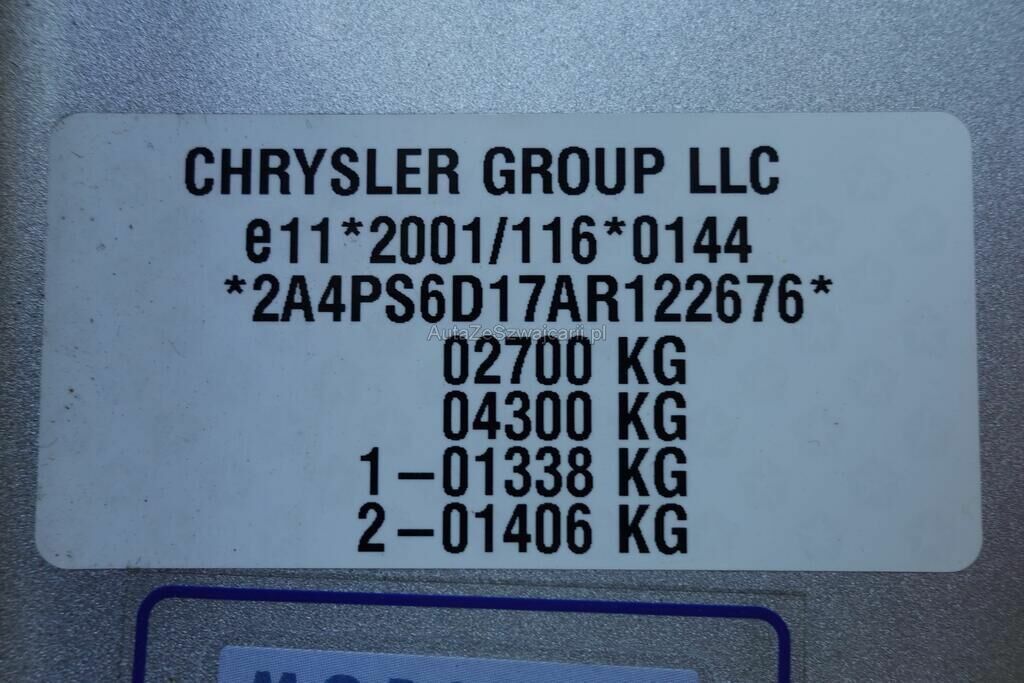 CHRYSLER GROUP LLC
e11*2001/116*0144
*2A4PS6D17AR122676*
AutaZeSzwajcarii.pl
02700 KG
04300 KG
1–01338 KG
2–01406 KG